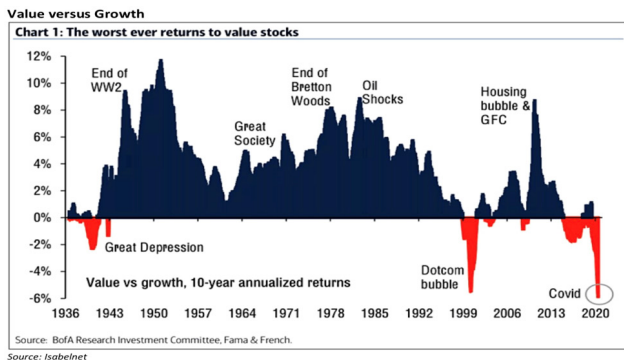 Value versus Growth
Chart 1: The worst ever returns to value stocks
12%
10%
8%
6%
4%
2%
0%
-2%
-4%
-6%
End of
WW2
Great
Society
End of
Bretton
Woods
Oil
Shocks
Housing
bubble &
GFC
Great Depression
Value vs growth, 10-year annualized returns
Dotcom
bubble
Covid
1936 1943 1950 1957 1964 1971 1978 1985 1992 1999 2006 2013 2020
Source: BofA Research Investment Committee, Fama & French.
Source: Isabelnet